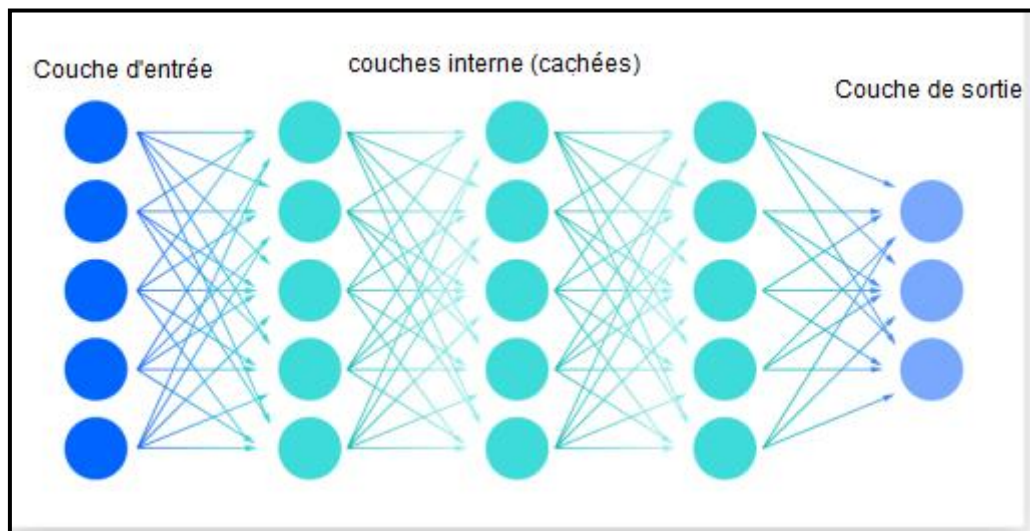 Couche d'entrée
couches interne (cachées)
Couche de sortie